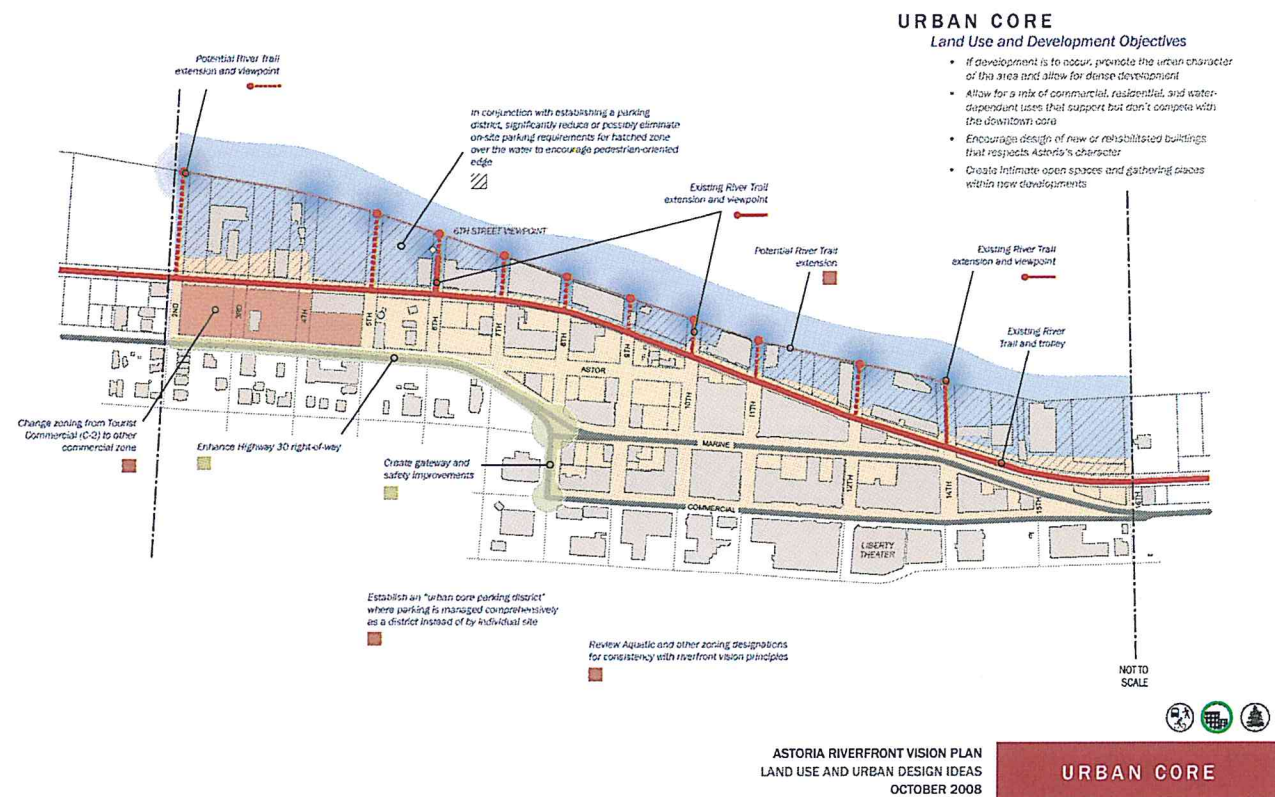 URBAN CORE
Land Use and Development Objectives
• If development is to occur, promote the urban character
of the area and allow for dense development
• Allow for a mix of commercial, residential, and water-
dependent uses that support but don't compete with
the downtown core
• Encourage design of new or rehabilitated buildings
that respects Astoria's character
• Create intimate open spaces and gathering places
within new developments
Potential River Trail
extension and viewpoint
In conjunction with establishing a parking
district, significantly reduce or possibly eliminate
on-site parking requirements for hatched zone
over the water to encourage pedestrian-oriented
edge
Existing River Trail
extension and viewpoint
6TH STREET VIEWPOINT
Potential River Trail
extension
Existing River Trail
extension and viewpoint
Existing River
Trail and trolley
2ND
3RD
4TH
5TH
6TH
7TH
8TH
9TH
10TH
11TH
12TH
14TH
15TH
16TH
ASTOR
MARINE
COMMERCIAL
LIBERTY
THEATER
Change zoning from Tourist
Commercial (C-2) to other
commercial zone
Enhance Highway 30 right-of-way
Create gateway and
safety improvements
Establish an "urban core parking district"
where parking is managed comprehensively
as a district instead of by individual site
Review Aquatic and other zoning designations
for consistency with riverfront vision principles
NOT TO
SCALE
ASTORIA RIVERFRONT VISION PLAN
LAND USE AND URBAN DESIGN IDEAS
OCTOBER 2008
URBAN CORE